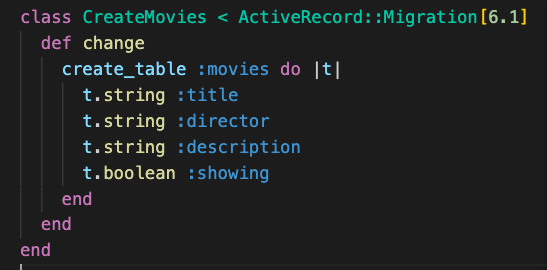 class CreateMovies < ActiveRecord::Migration[6.1]
  def change
    create_table :movies do |t|
      t.string :title
      t.string :director
      t.string :description
      t.boolean :showing
    end
  end
end